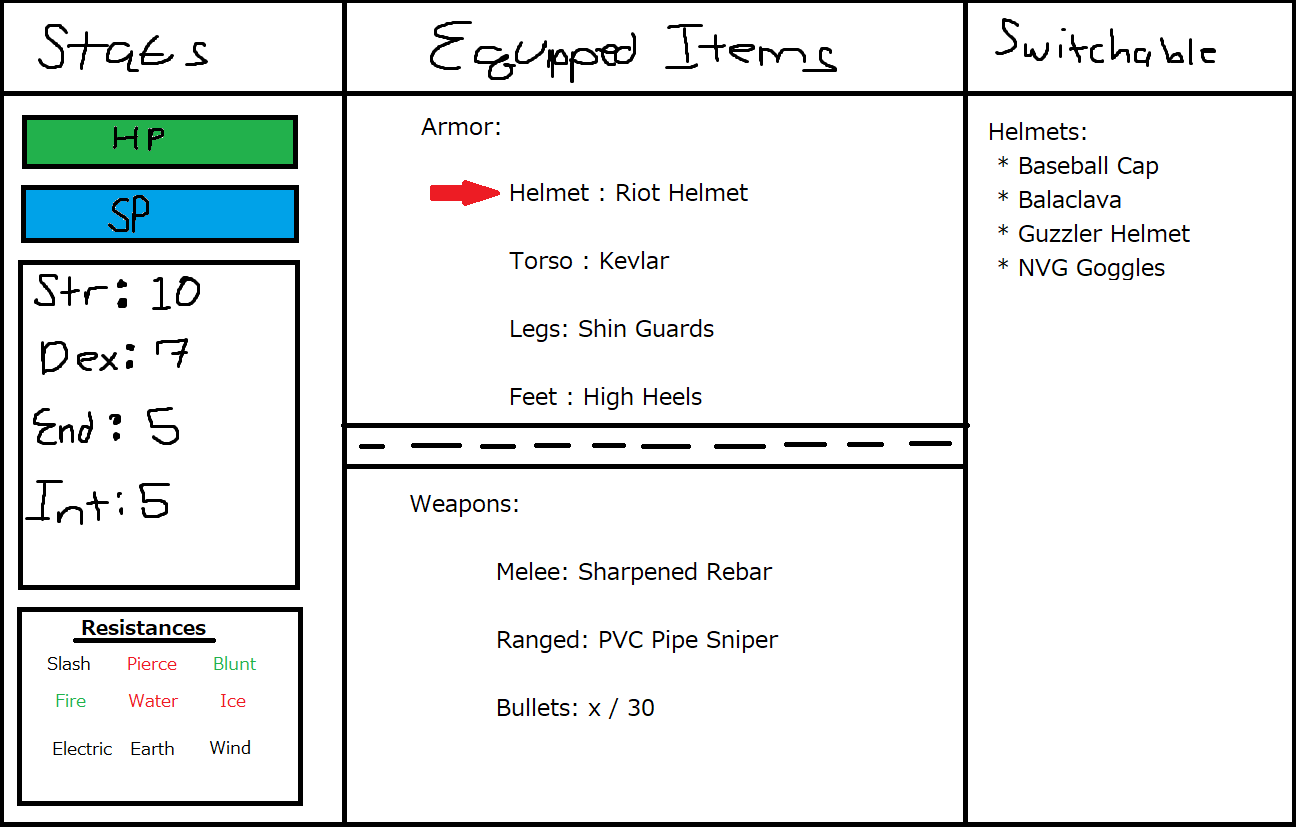 Stats
HP
SP
Str: 10
Dex: 7
End: 5
Int: 5
Resistances
Slash Pierce Blunt
Fire Water Ice
Electric Earth Wind
Equpped Items
Armor:
Helmet : Riot Helmet
Torso : Kevlar
Legs: Shin Guards
Feet : High Heels
Weapons:
Melee: Sharpened Rebar
Ranged: PVC Pipe Sniper
Bullets: x / 30
Switchable
Helmets:
* Baseball Cap
* Balaclava
* Guzzler Helmet
* NVG Goggles